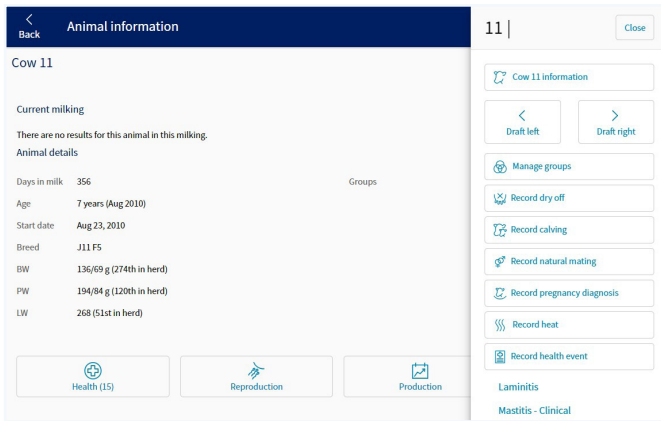 Back
Animal information
Cow 11
Current milking
There are no results for this animal in this milking.
Animal details
Days in milk 356 Groups
Age 7 years (Aug 2010)
Start date Aug 23, 2010
Breed J11 F5
BW 136/69 g (274th in herd)
PW 194/84 g (120th in herd)
LW 268 (51st in herd)
Health (15) Reproduction Production
11
Close
Cow 11 information
Draft left Draft right
Manage groups
Record dry off
Record calving
Record natural mating
Record pregnancy diagnosis
Record heat
Record health event
Laminitis
Mastitis - Clinical